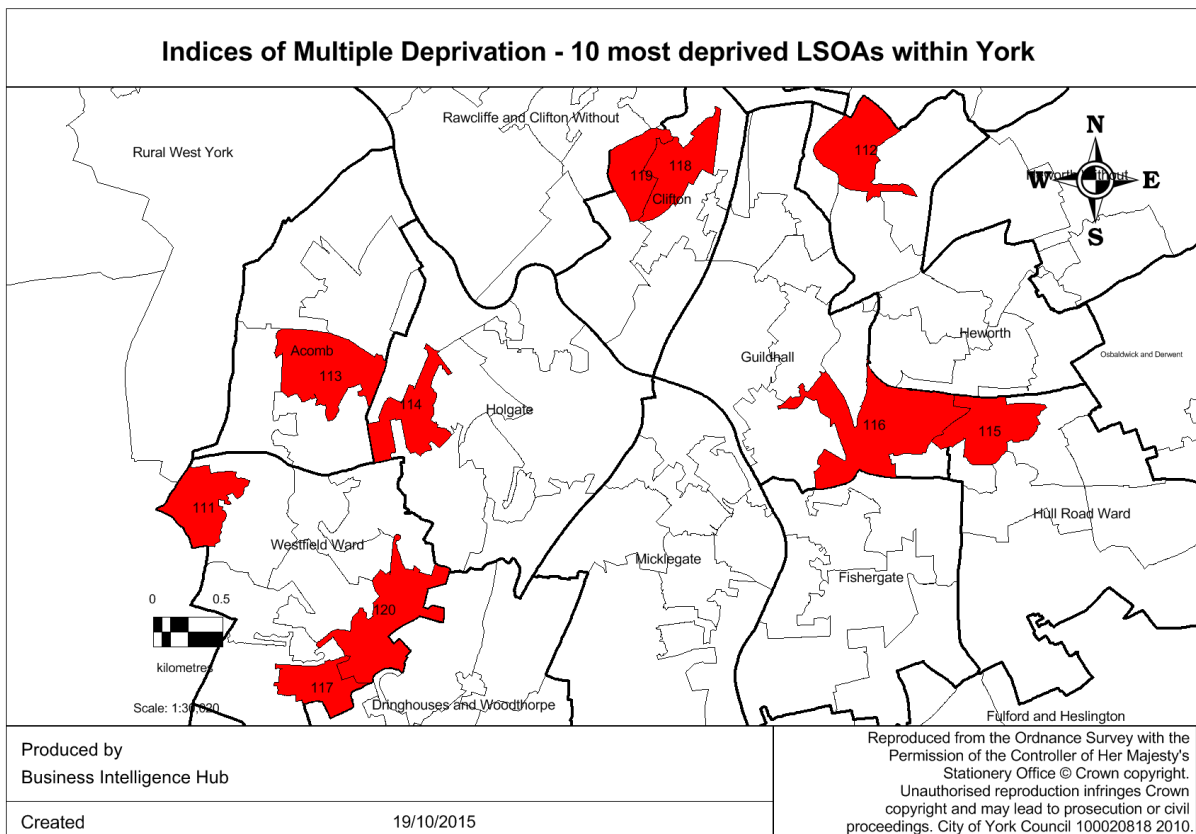 Indices of Multiple Deprivation - 10 most deprived LSOAs within York
Rawcliffe and Clifton Without
Rural West York
N
112
118
119
W
E
Heworth Without
Clifton
S
Heworth
Acomb
Guildhall
Osbaldwick and Derwent
113
114
Holgate
116
115
111
Hull Road Ward
Westfield Ward
Micklegate
Fishergate
0
0.5
120
kilometres
117
Scale: 1:30,020
Dringhouses and Woodthorpe
Fulford and Heslington
Produced by
Business Intelligence Hub
Created
19/10/2015
Reproduced from the Ordnance Survey with the
Permission of the Controller of Her Majesty's
Stationery Office © Crown copyright.
Unauthorised reproduction infringes Crown
copyright and may lead to prosecution or civil
proceedings. City of York Council 100020818 2010.